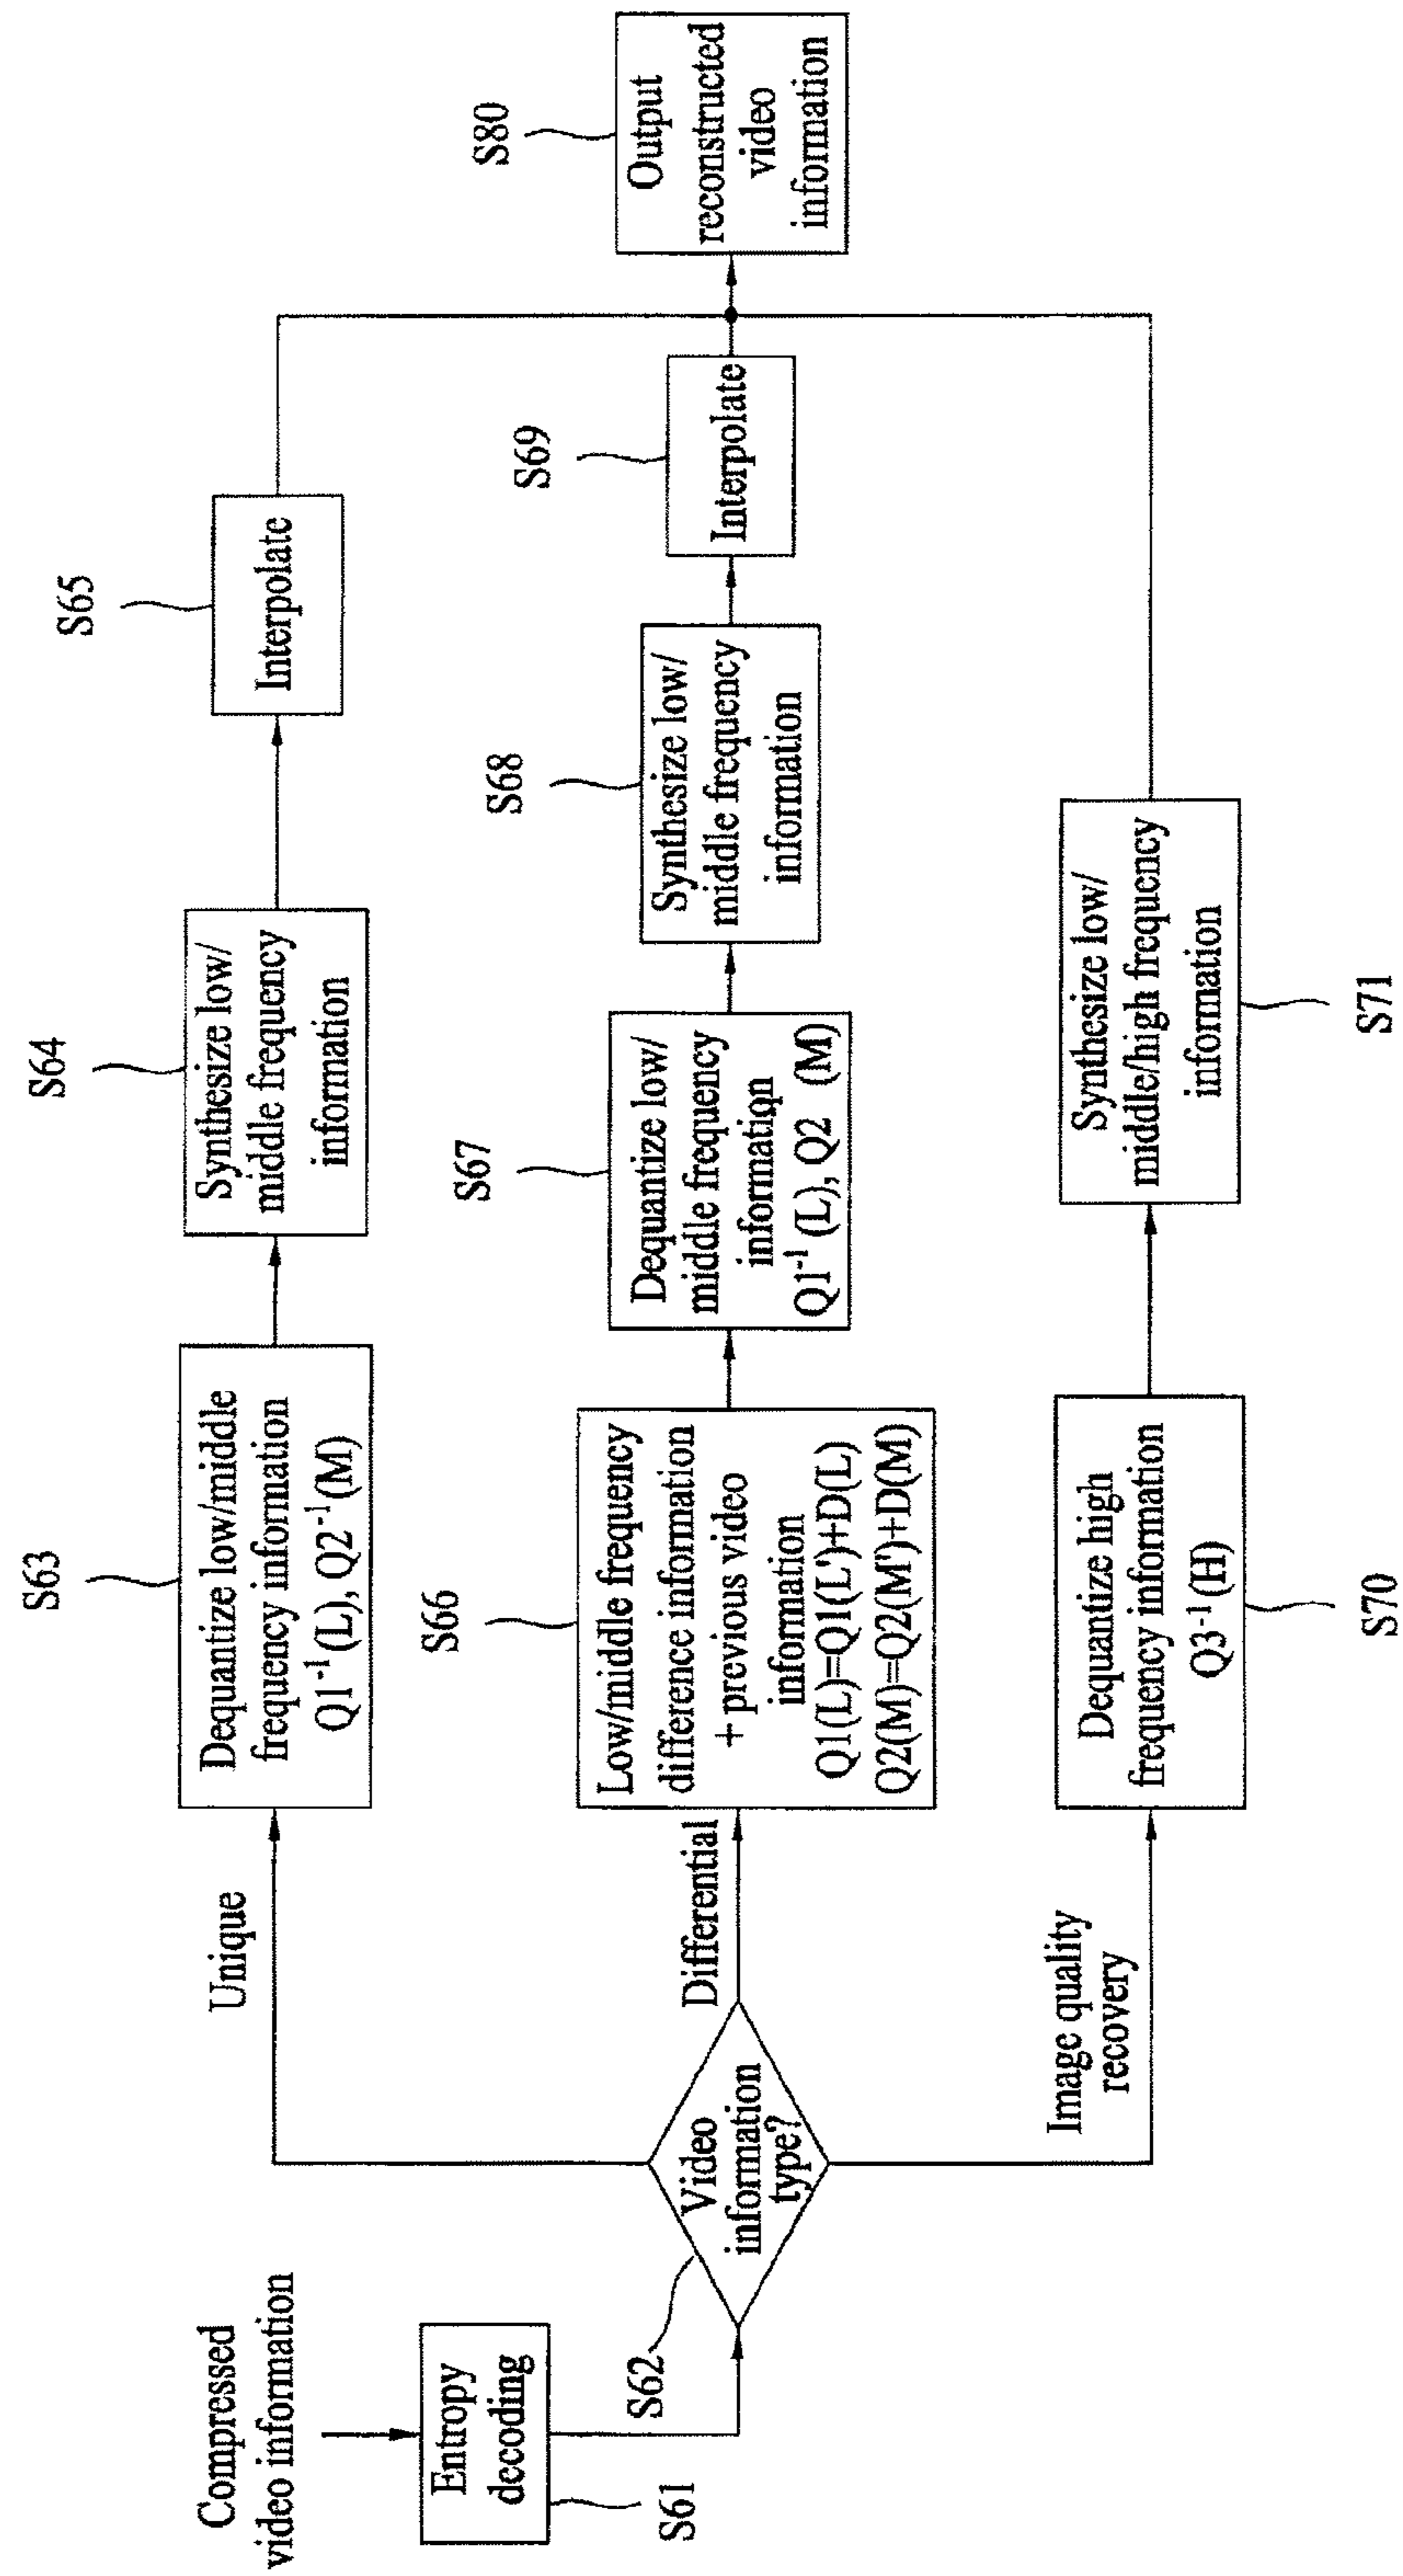 Compressed
video information
Entropy
decoding
S61
S62
Video
information
type?
Unique
Differential
Image quality
recovery
S63
Dequantize low/middle
frequency information
Q1⁻¹(L), Q2⁻¹(M)
S64
Synthesize low/
middle frequency
information
S65
Interpolate
S66
Low/middle frequency
difference information
+ previous video
information
Q1(L)=Q1(L')+D(L)
Q2(M)=Q2(M')+D(M)
S67
Dequantize low/
middle frequency
information
Q1⁻¹ (L), Q2 (M)
S68
Synthesize low/
middle frequency
information
S69
Interpolate
Dequantize high
frequency information
Q3⁻¹(H)
S70
Synthesize low/
middle/high frequency
information
S71
S80
Output
reconstructed
video
information